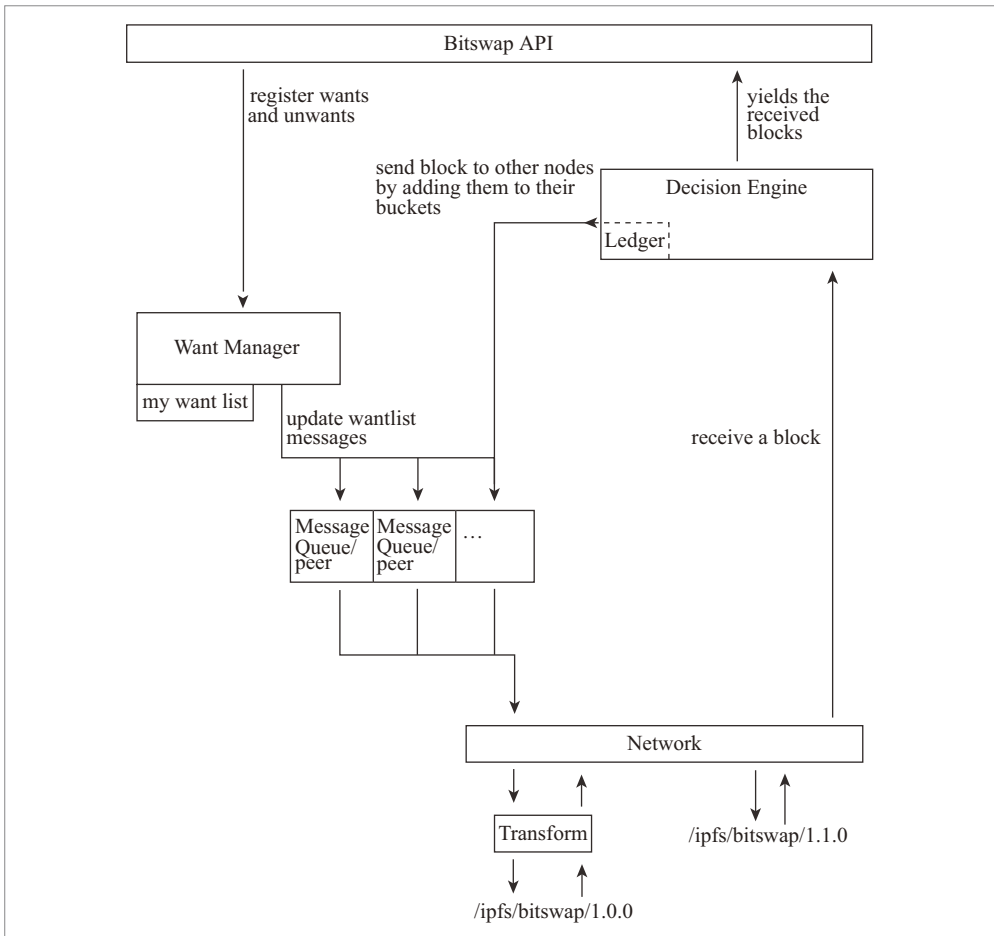 Bitswap API
register wants
and unwants
yields the
received
blocks
send block to other nodes
by adding them to their
buckets
Decision Engine
Ledger
Want Manager
my want list
update wantlist
messages
receive a block
Message
Queue/
peer
Message
Queue/
peer
…
Network
Transform
/ipfs/bitswap/1.1.0
/ipfs/bitswap/1.0.0